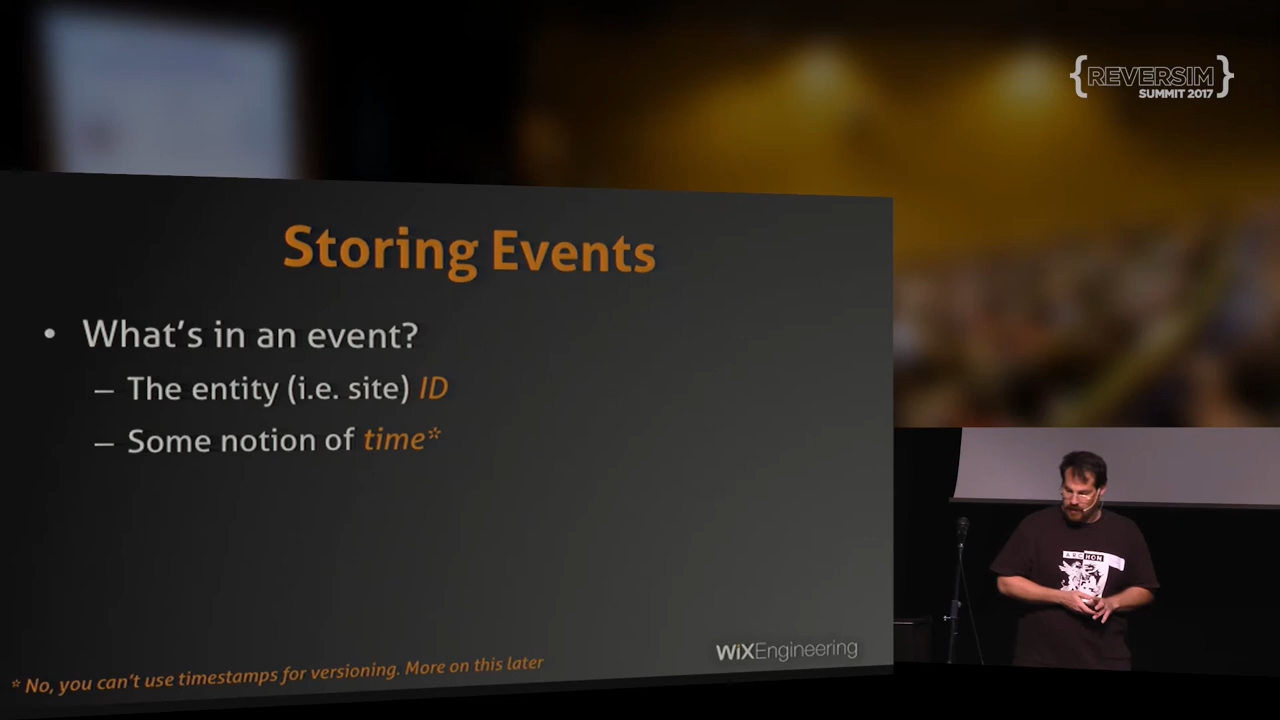 {REVERSIM}
SUMMIT 2017
Storing Events
• What's in an event?
– The entity (i.e. site) ID
– Some notion of time*
WiXEngineering
* No, you can't use timestamps for versioning. More on this later
ARCHON